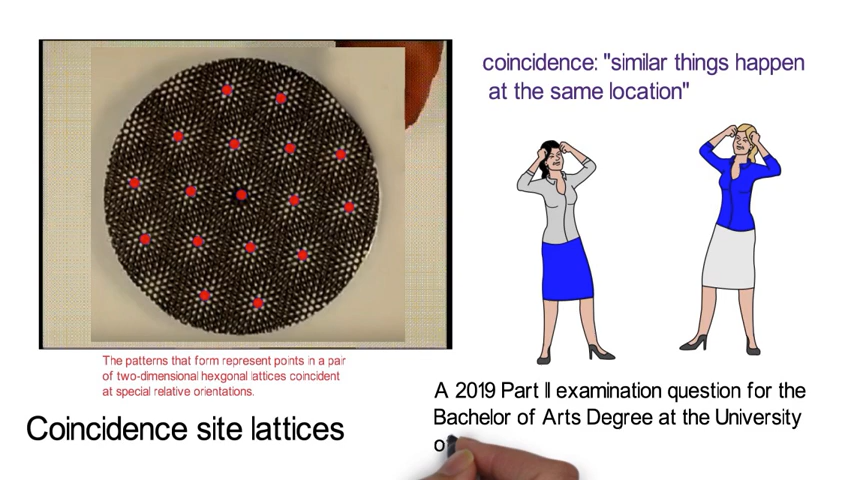 coincidence: "similar things happen
at the same location"
The patterns that form represent points in a pair
of two-dimensional hexgonal lattices coincident
at special relative orientations.
Coincidence site lattices
A 2019 Part II examination question for the
Bachelor of Arts Degree at the University
o